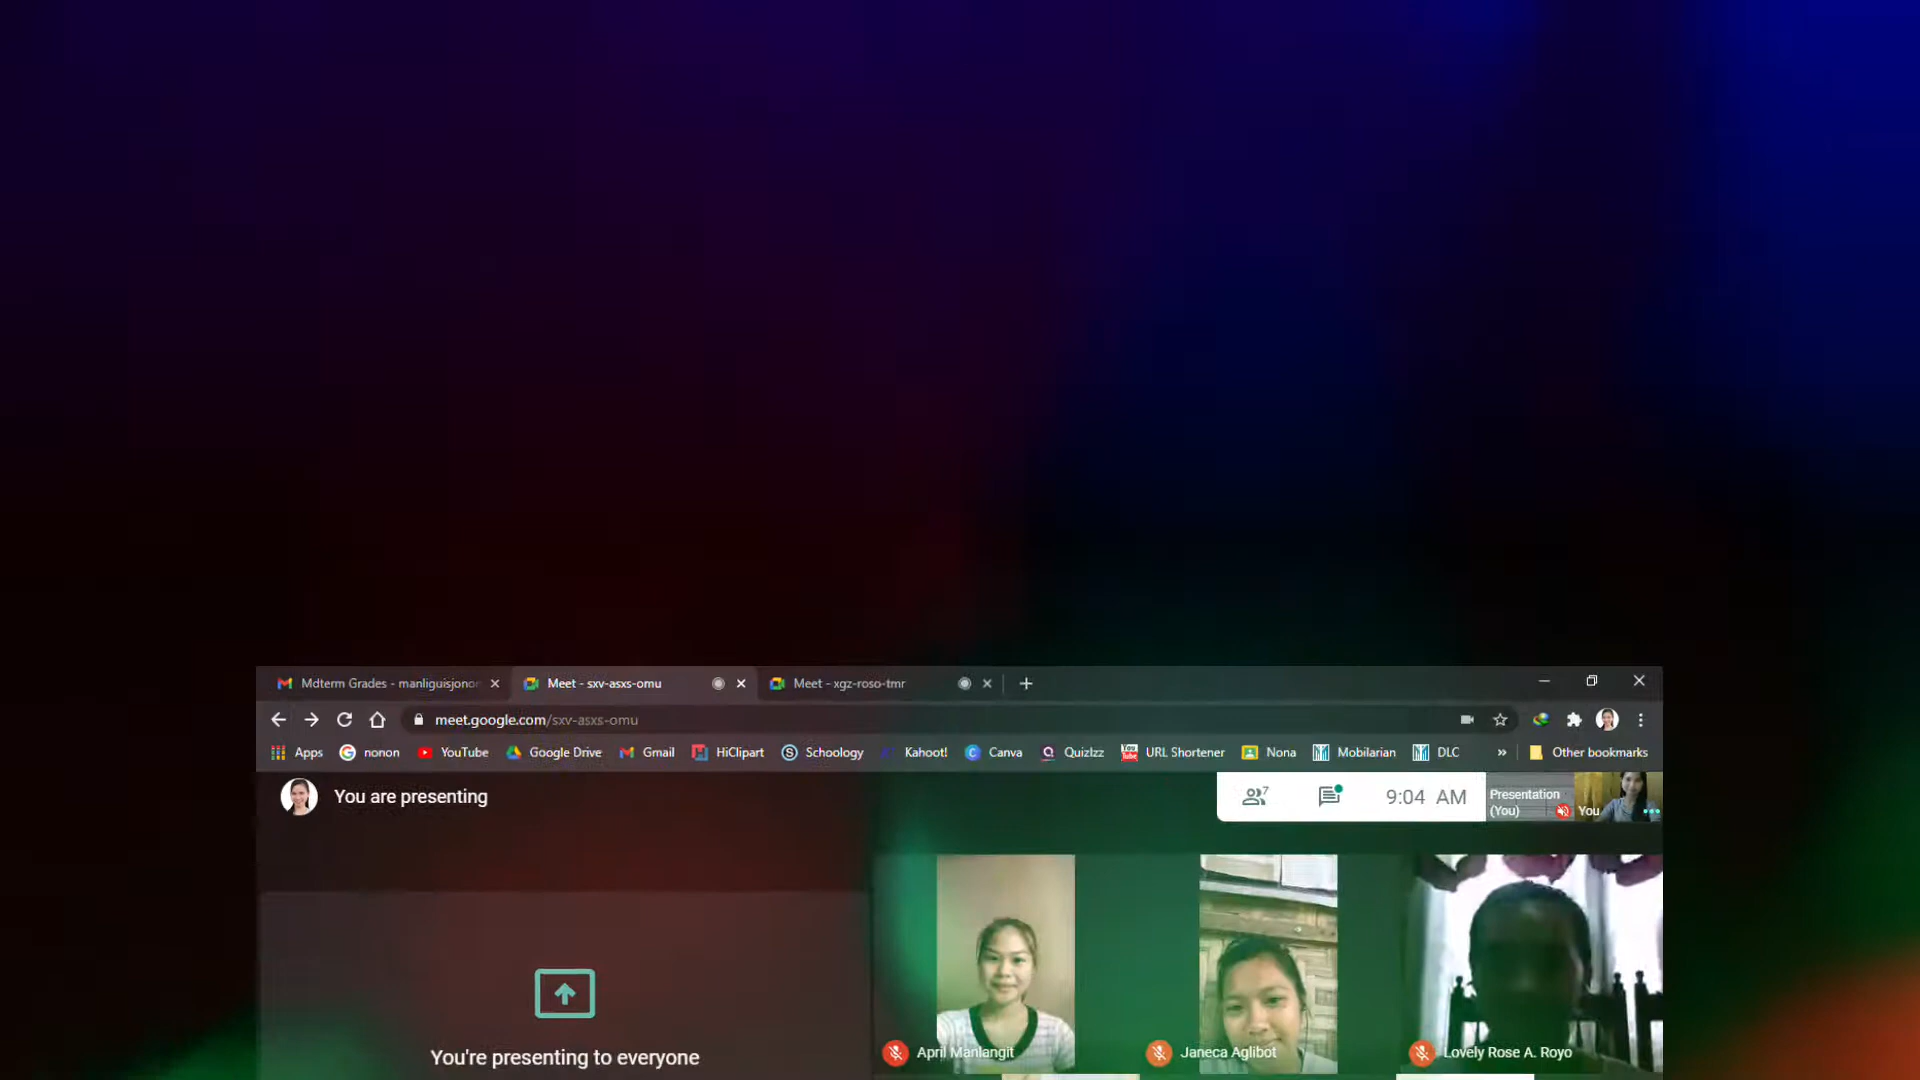 Mdterm Grades - manliguisjonor
Meet - sxv-asxs-omu
Meet - xgz-roso-tmr
meet.google.com/sxv-asxs-omu
Apps
nonon
YouTube
Google Drive
Gmail
HiClipart
Schoology
Kahoot!
Canva
Quizlzz
URL Shortener
Nona
Mobilarian
DLC
Other bookmarks
You are presenting
7
9:04 AM
Presentation
(You)
You
You're presenting to everyone
April Manlangit
Janeca Aglibot
Lovely Rose A. Royo